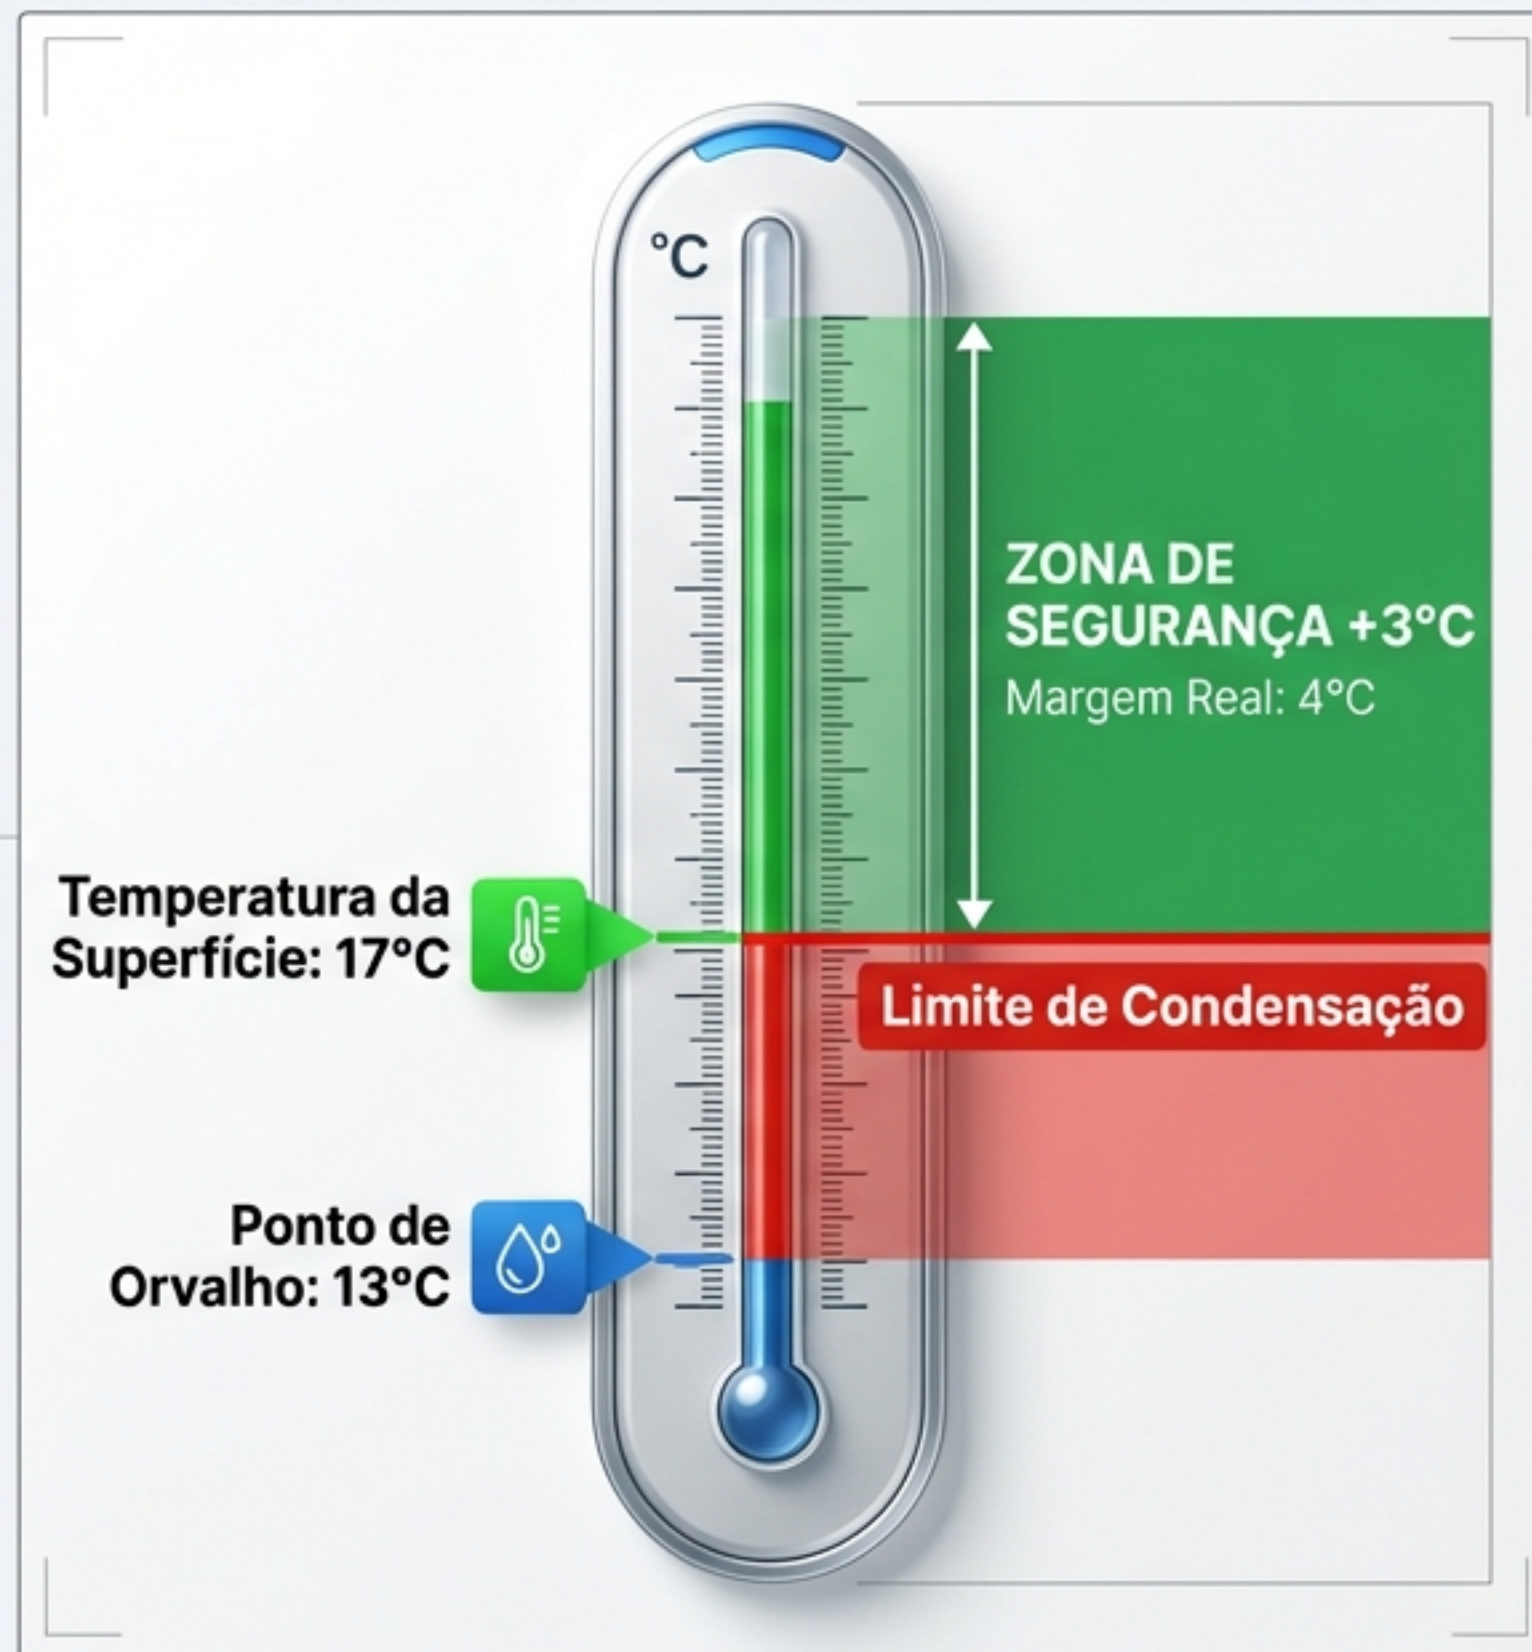 °C
ZONA DE
SEGURANÇA +3°C
Margem Real: 4°C
Temperatura da
Superfície: 17°C
Limite de Condensação
Ponto de
Orvalho: 13°C